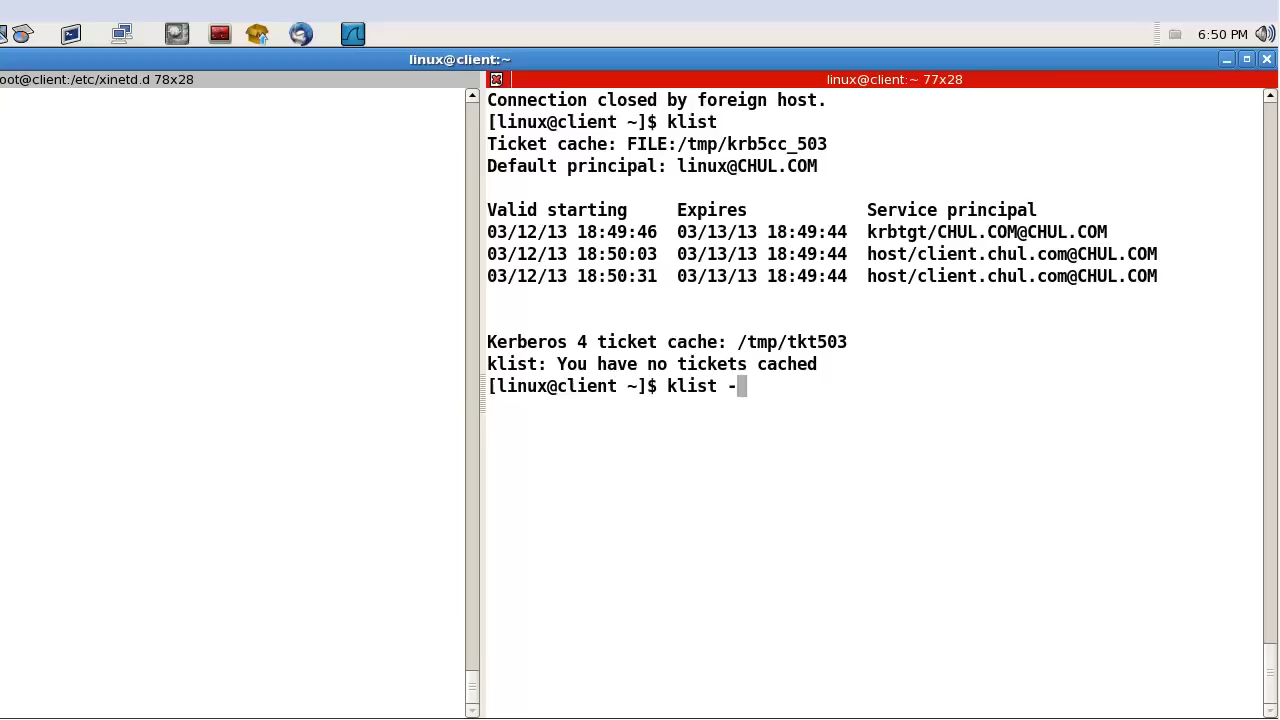 6:50 PM
linux@client:~
oot@client:/etc/xinetd.d 78x28
linux@client:~ 77x28
Connection closed by foreign host.
[linux@client ~]$ klist
Ticket cache: FILE:/tmp/krb5cc_503
Default principal: linux@CHUL.COM
Valid starting     Expires            Service principal
03/12/13 18:49:46  03/13/13 18:49:44  krbtgt/CHUL.COM@CHUL.COM
03/12/13 18:50:03  03/13/13 18:49:44  host/client.chul.com@CHUL.COM
03/12/13 18:50:31  03/13/13 18:49:44  host/client.chul.com@CHUL.COM
Kerberos 4 ticket cache: /tmp/tkt503
klist: You have no tickets cached
[linux@client ~]$ klist -